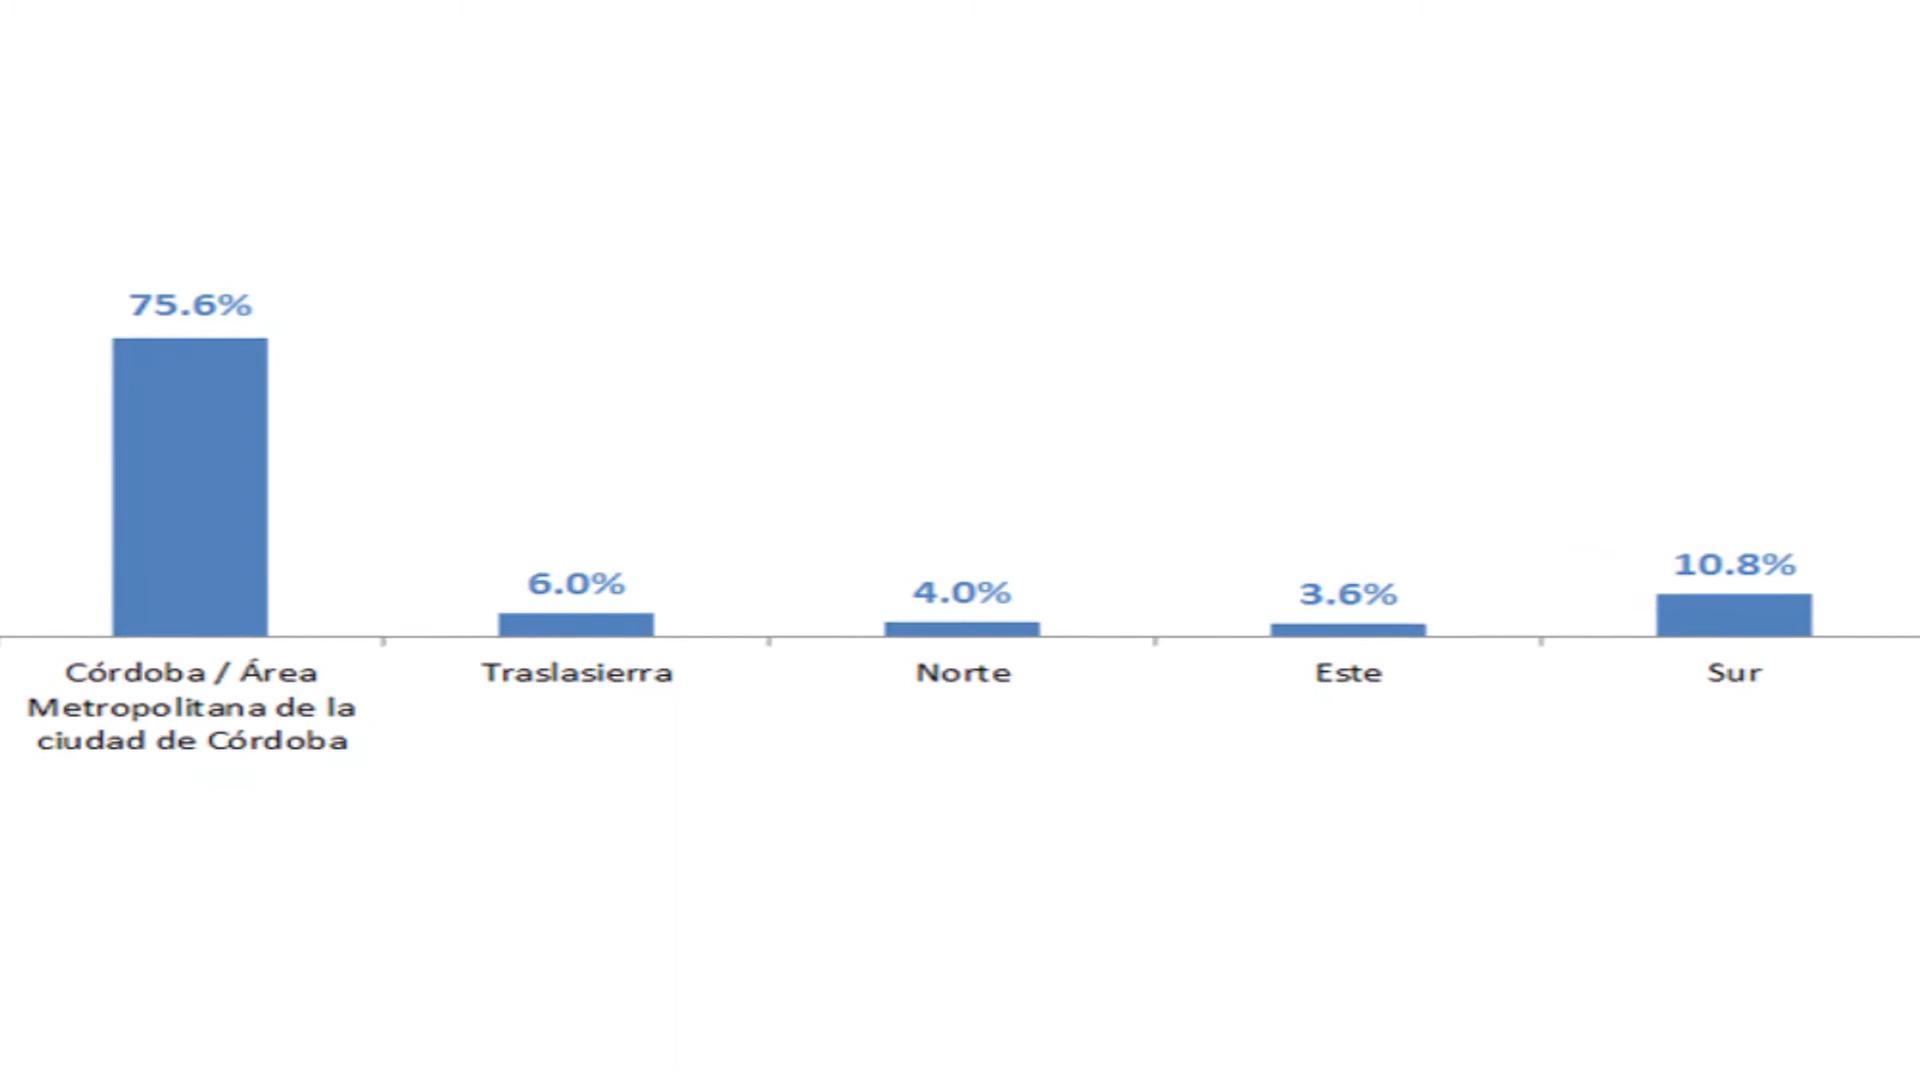 75.6%
6.0%
4.0%
3.6%
10.8%
Córdoba / Área
Metropolitana de la
ciudad de Córdoba
Traslasierra
Norte
Este
Sur